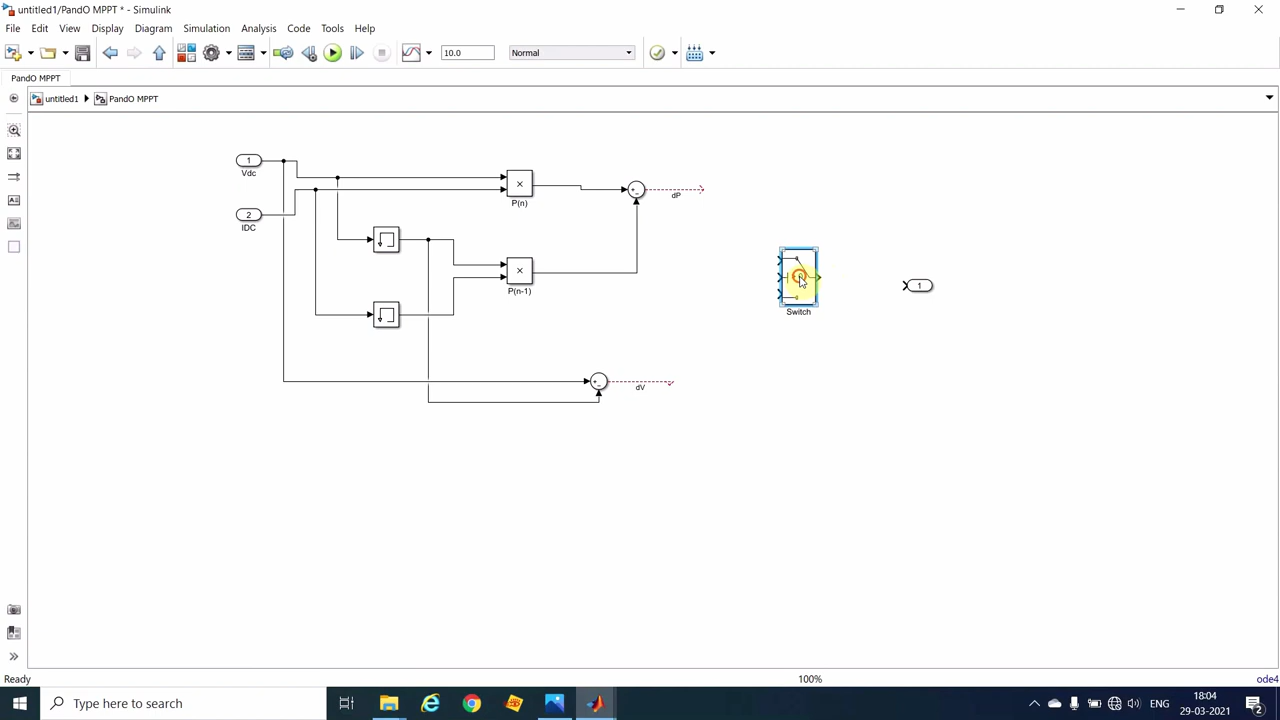 untitled1/PandO MPPT * - Simulink
File Edit View Display Diagram Simulation Analysis Code Tools Help
10.0 Normal
PandO MPPT
untitled1 PandO MPPT
1
Vdc
P(n)
dP
2
IDC
P(n-1)
Switch
1
dV
Ready 100% ode4
Type here to search
ENG
18:04
29-03-2021
2